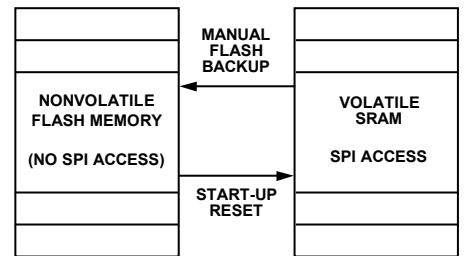 MANUAL
FLASH
BACKUP
NONVOLATILE
FLASH MEMORY
(NO SPI ACCESS)
VOLATILE
SRAM
SPI ACCESS
START-UP
RESET